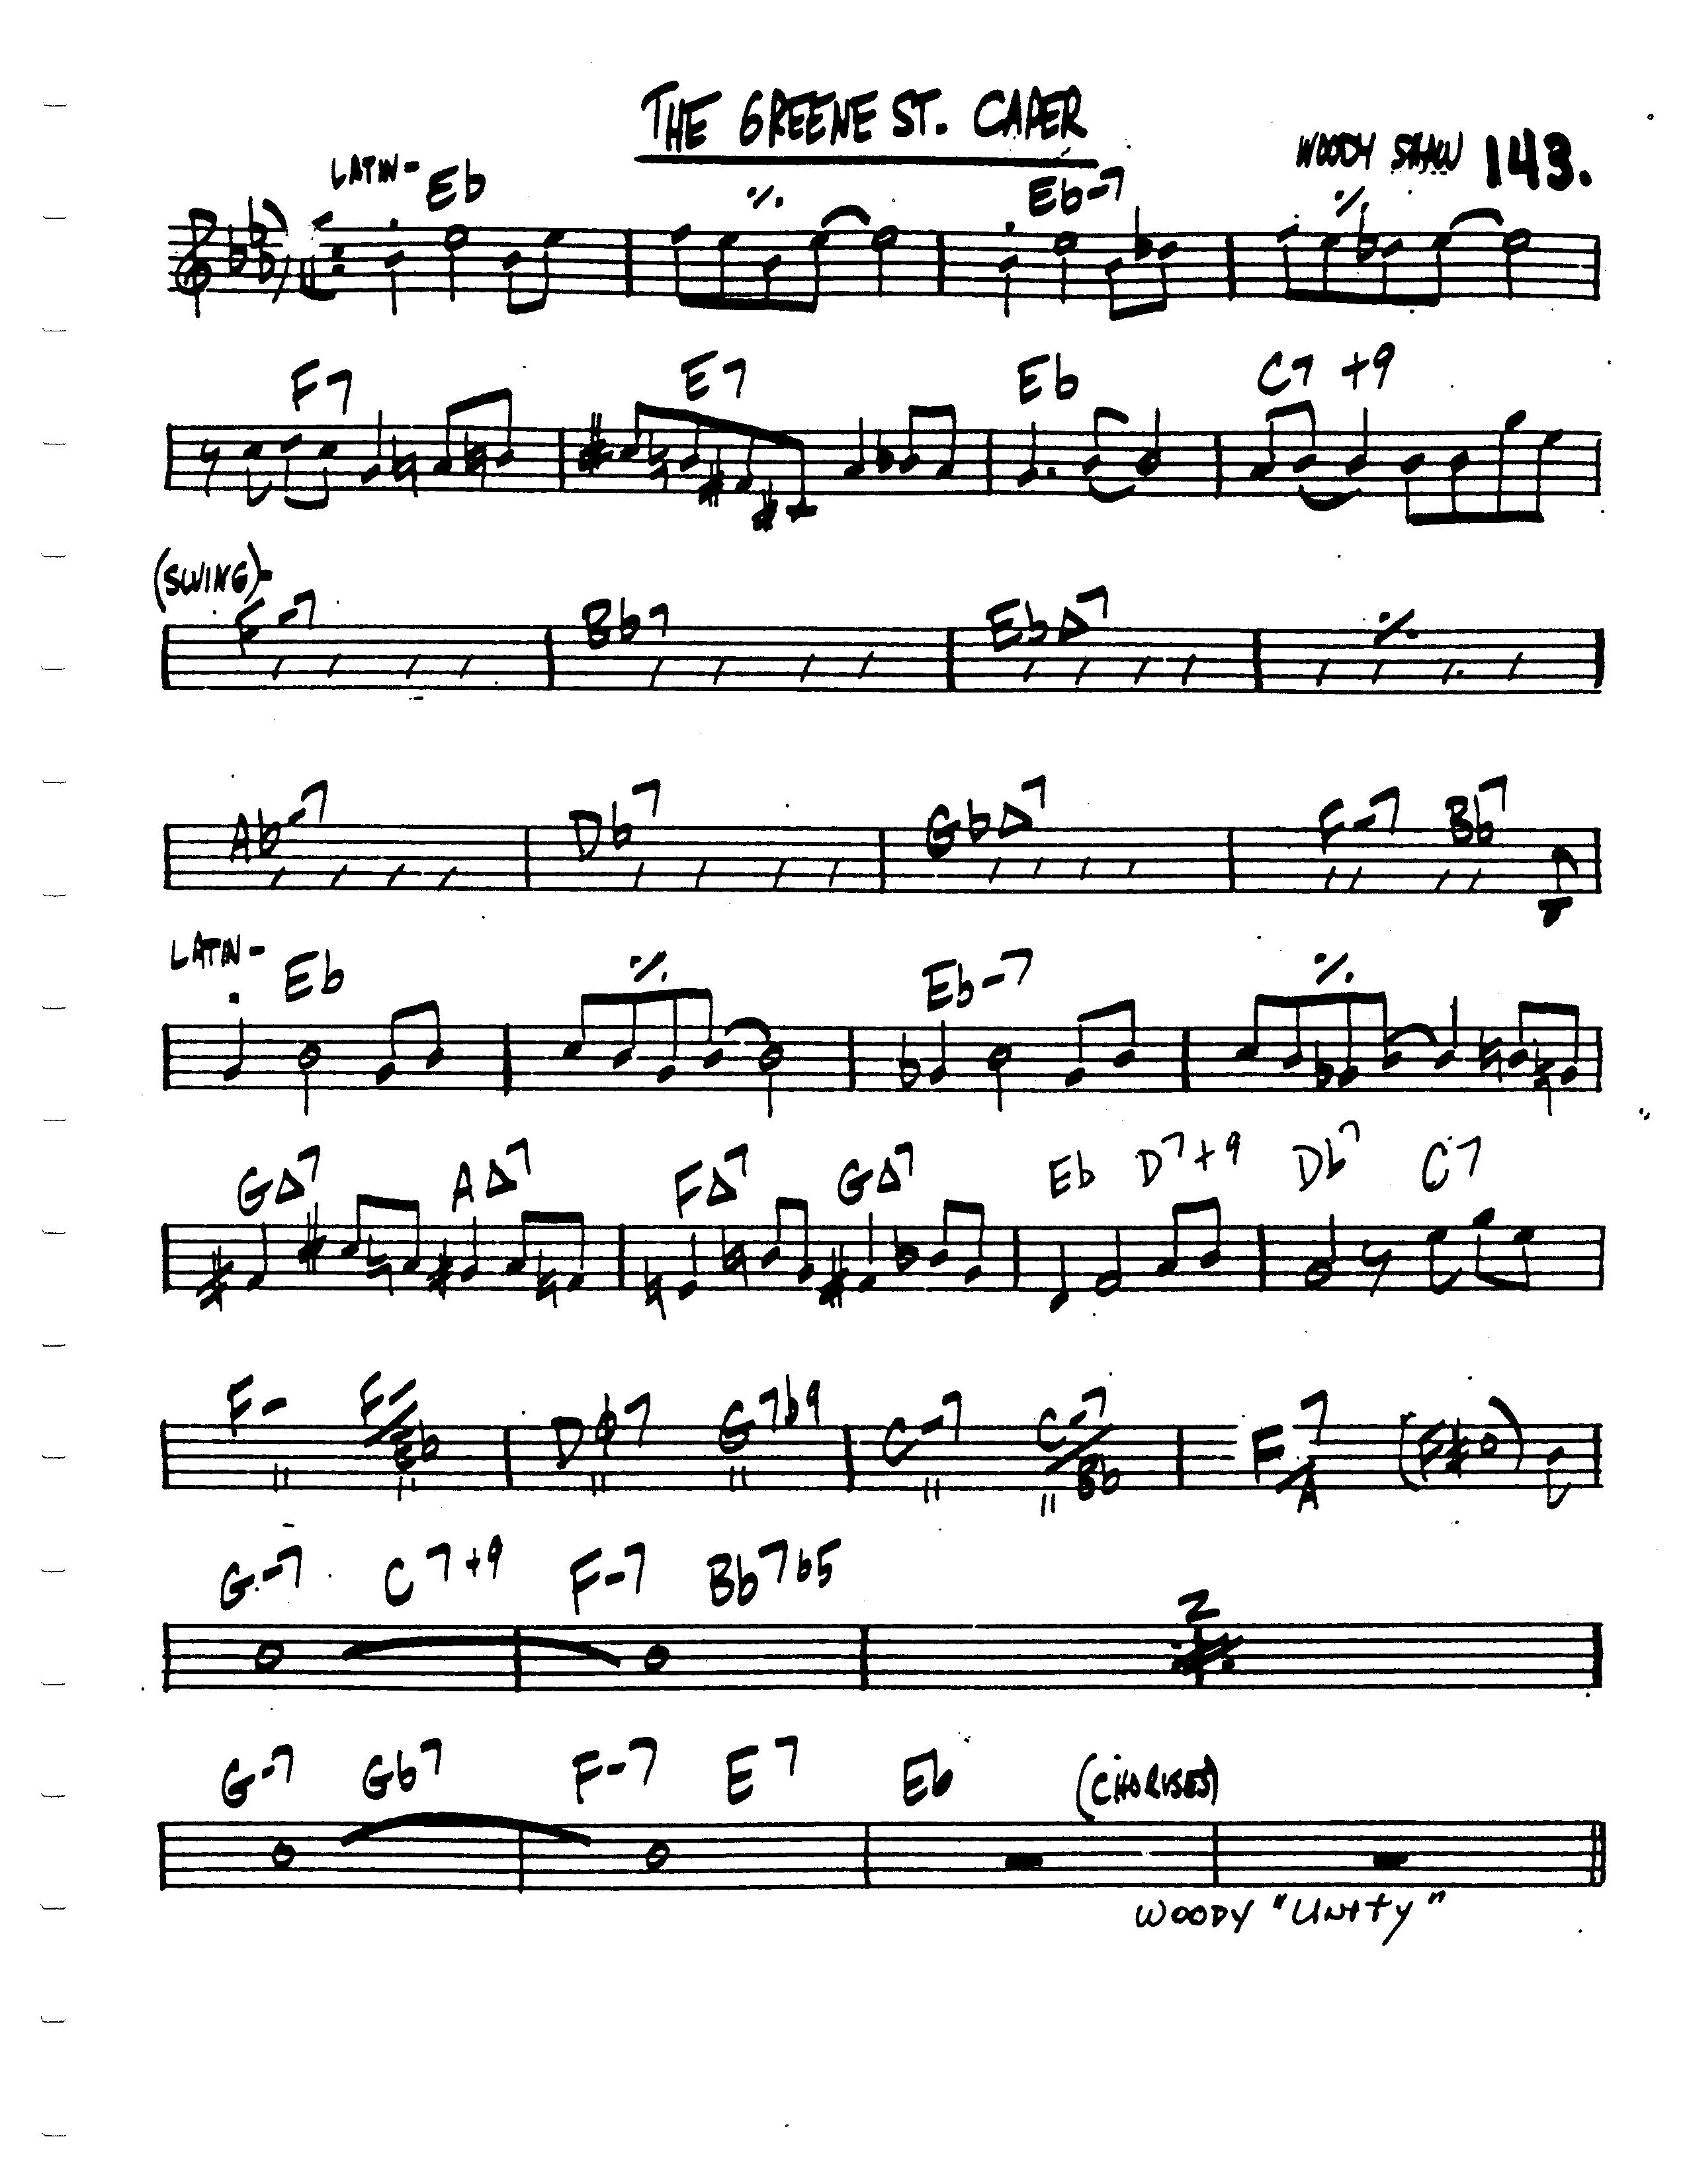 THE GREENE ST. CAPER
WOODY SHAW 143.
LATIN- Eb ٪ Eb-7 ٪
F7 E7 Eb C7 +9
(SWING)-
F-7 Bb7 EbΔ7 ٪
Ab-7 Db7 GbΔ7 F-7 Bb7
LATIN- Eb ٪ Eb-7 ٪
GΔ7 AΔ7 FΔ7 GΔ7 Eb D7+9 Db7 C7
F- F-/Bb Dø7 G7b9 C-7 C-7/Bb F7/A
G-7 C7+9 F-7 Bb7b5
2
G-7 Gb7 F-7 E7 Eb (CHORUSES)
WOODY "UNITY"